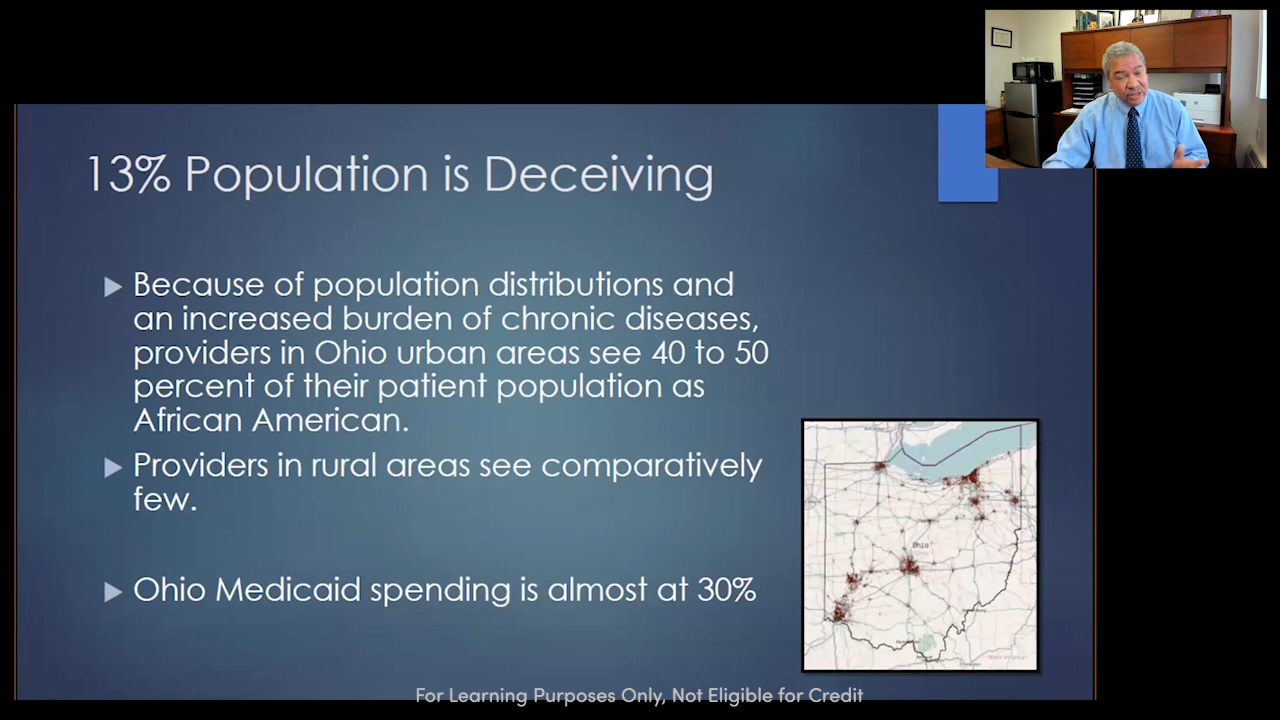 13% Population is Deceiving
Because of population distributions and
an increased burden of chronic diseases,
providers in Ohio urban areas see 40 to 50
percent of their patient population as
African American.
Providers in rural areas see comparatively
few.
Ohio Medicaid spending is almost at 30%
Ohio
For Learning Purposes Only, Not Eligible for Credit